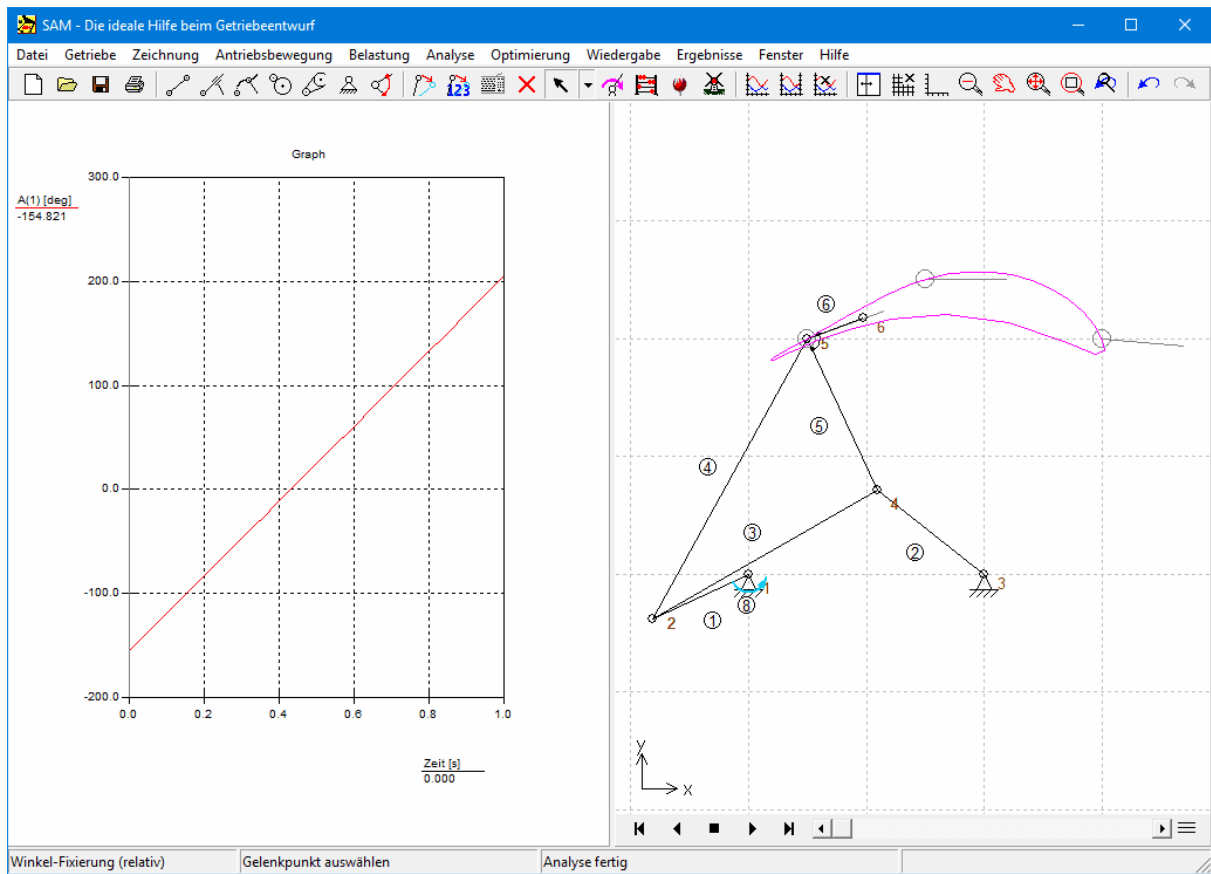 SAM - Die ideale Hilfe beim Getriebeentwurf
Datei Getriebe Zeichnung Antriebsbewegung Belastung Analyse Optimierung Wiedergabe Ergebnisse Fenster Hilfe
123
Graph
A(1) [deg]
-154.821
300.0
200.0
100.0
0.0
-100.0
-200.0
0.0 0.2 0.4 0.6 0.8 1.0
Zeit [s]
0.000
6
6
5
5
4
4
3
2
3
1
8
2
1
y
x
Winkel-Fixierung (relativ) Gelenkpunkt auswählen Analyse fertig